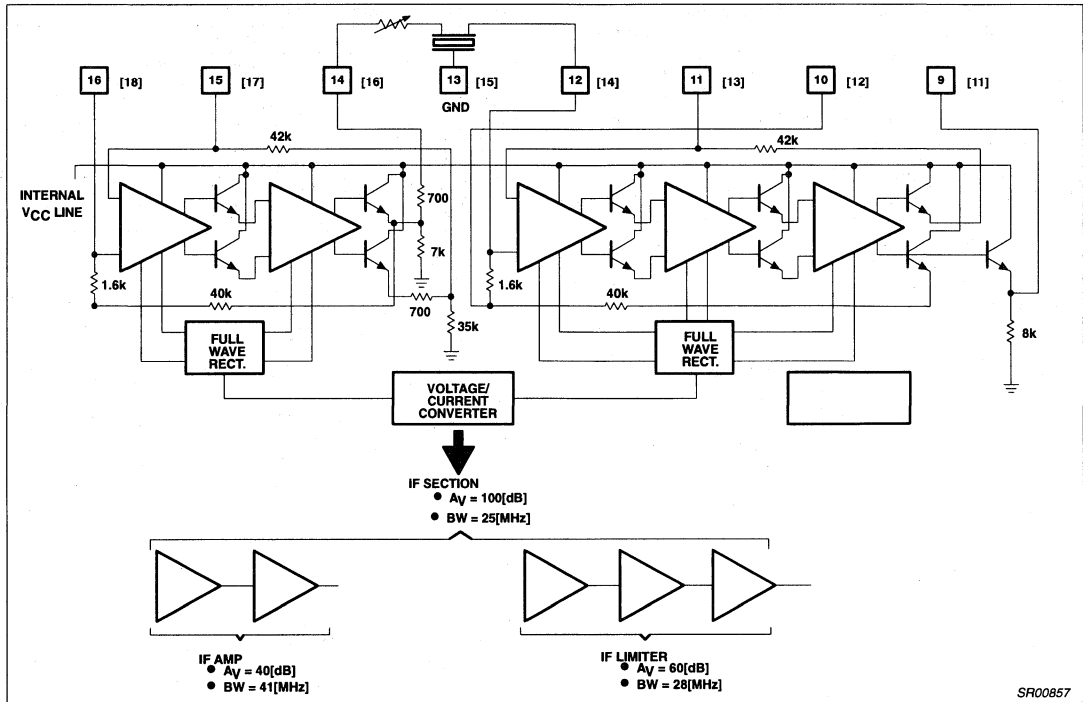 16 [18]
15 [17]
14 [16]
13 [15]
GND
12 [14]
11 [13]
10 [12]
9 [11]
42k
42k
INTERNAL
VCC LINE
700
7k
1.6k
40k
700
35k
1.6k
40k
8k
FULL
WAVE
RECT.
FULL
WAVE
RECT.
VOLTAGE/
CURRENT
CONVERTER
IF SECTION
● AV = 100[dB]
● BW = 25[MHz]
IF AMP
● AV = 40[dB]
● BW = 41[MHz]
IF LIMITER
● AV = 60[dB]
● BW = 28[MHz]
SR00857